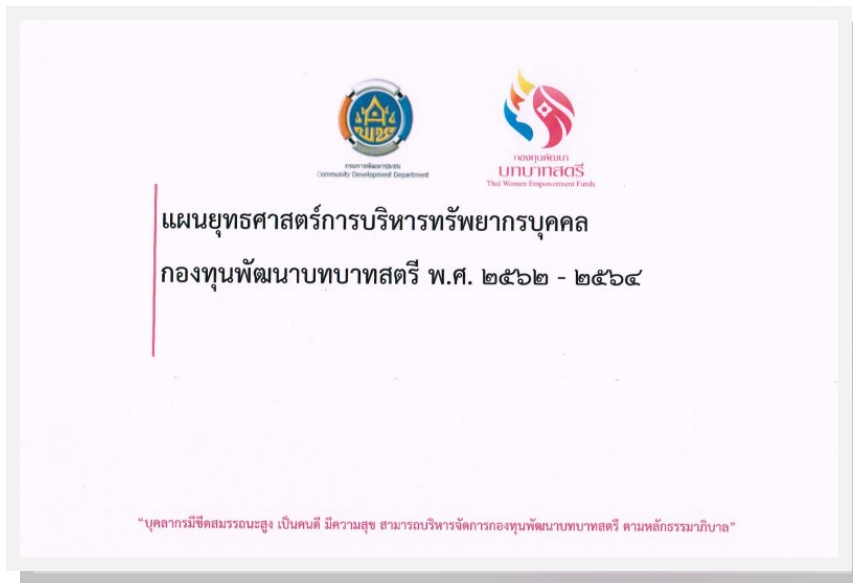 กรมการพัฒนาชุมชน
Community Development Department
กองทุนพัฒนา
บทบาทสตรี
Thai Women Empowerment Funds
แผนยุทธศาสตร์การบริหารทรัพยากรบุคคล
กองทุนพัฒนาบทบาทสตรี พ.ศ. ๒๕๖๒ - ๒๕๖๔
“บุคลากรมีขีดสมรรถนะสูง เป็นคนดี มีความสุข สามารถบริหารจัดการกองทุนพัฒนาบทบาทสตรี ตามหลักธรรมาภิบาล”